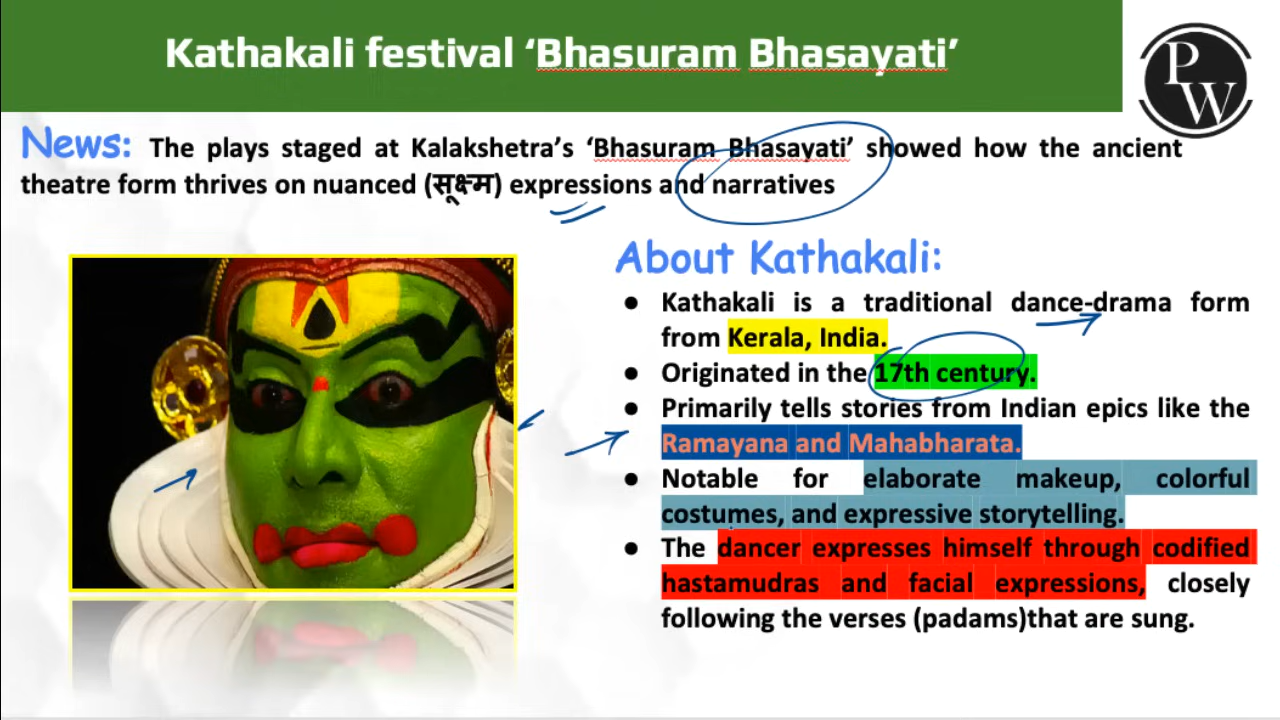 Kathakali festival ‘Bhasuram Bhasayati’
P
W
News: The plays staged at Kalakshetra’s ‘Bhasuram Bhasayati’ showed how the ancient
theatre form thrives on nuanced (सूक्ष्म) expressions and narratives
About Kathakali:
● Kathakali is a traditional dance-drama form
from Kerala, India.
● Originated in the 17th century.
● Primarily tells stories from Indian epics like the
Ramayana and Mahabharata.
● Notable for elaborate makeup, colorful
costumes, and expressive storytelling.
● The dancer expresses himself through codified
hastamudras and facial expressions, closely
following the verses (padams)that are sung.